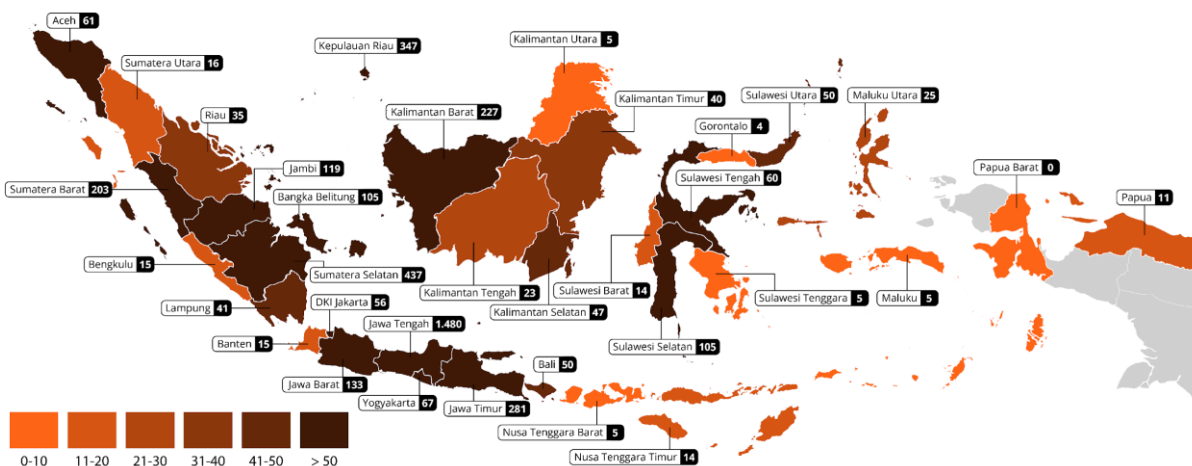 Aceh 61
Kepulauan Riau 347
Kalimantan Utara 5
Sumatera Utara 16
Kalimantan Timur 40
Sulawesi Utara 50
Maluku Utara 25
Riau 35
Kalimantan Barat 227
Gorontalo 4
Jambi 119
Papua Barat 0
Sumatera Barat 203
Bangka Belitung 105
Sulawesi Tengah 60
Papua 11
Bengkulu 15
Sumatera Selatan 437
Kalimantan Tengah 23
Sulawesi Barat 14
Sulawesi Tenggara 5
Maluku 5
Lampung 41
DKI Jakarta 56
Kalimantan Selatan 47
Jawa Tengah 1.480
Banten 15
Sulawesi Selatan 105
Bali 50
Jawa Barat 133
Yogyakarta 67
Jawa Timur 281
Nusa Tenggara Barat 5
Nusa Tenggara Timur 14
0-10 11-20 21-30 31-40 41-50 > 50